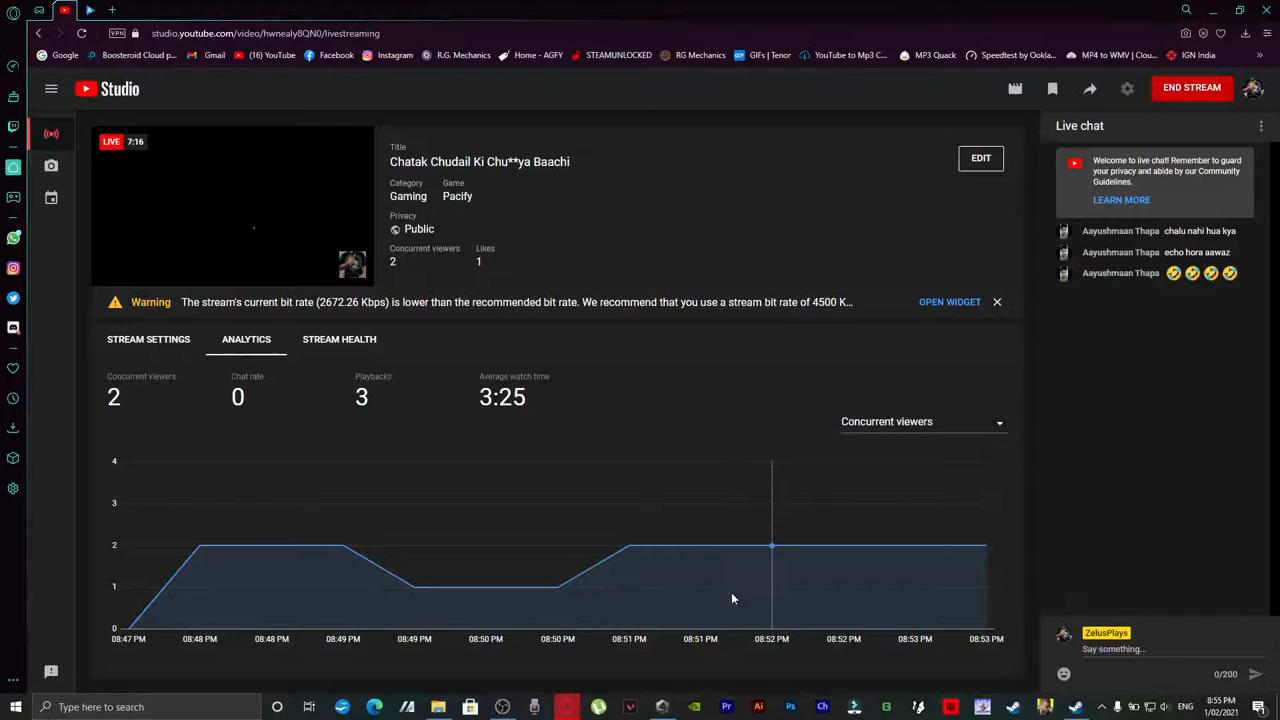 studio.youtube.com/video/hwnealy8QN0/livestreaming
VPN
Google
Boosteroid Cloud p...
Gmail
(16) YouTube
Facebook
Instagram
R.G. Mechanics
Home - AGFY
STEAMUNLOCKED
RG Mechanics
GIFs | Tenor
YouTube to Mp3 C...
MP3 Quack
Speedtest by Ookla...
MP4 to WMV | Clou...
IGN India
Studio
END STREAM
LIVE 7:16
Title
Chatak Chudail Ki Chu**ya Baachi
EDIT
Category
Game
Gaming
Pacify
Privacy
Public
Concurrent viewers
Likes
2
1
Warning
The stream's current bit rate (2672.26 Kbps) is lower than the recommended bit rate. We recommend that you use a stream bit rate of 4500 K...
OPEN WIDGET
STREAM SETTINGS
ANALYTICS
STREAM HEALTH
Concurrent viewers
Chat rate
Playbacks
Average watch time
2
0
3
3:25
Concurrent viewers
4
3
2
1
0
08:47 PM
08:48 PM
08:48 PM
08:49 PM
08:49 PM
08:50 PM
08:50 PM
08:51 PM
08:51 PM
08:52 PM
08:52 PM
08:53 PM
08:53 PM
Live chat
Welcome to live chat! Remember to guard
your privacy and abide by our Community
Guidelines.
LEARN MORE
Aayushmaan Thapa chalu nahi hua kya
Aayushmaan Thapa echo hora aawaz
Aayushmaan Thapa 🤣 🤣 🤣 🤣
ZelusPlays
Say something...
0/200
Type here to search
Pr
Ai
Ps
Ch
ENG
8:55 PM
1/02/2021